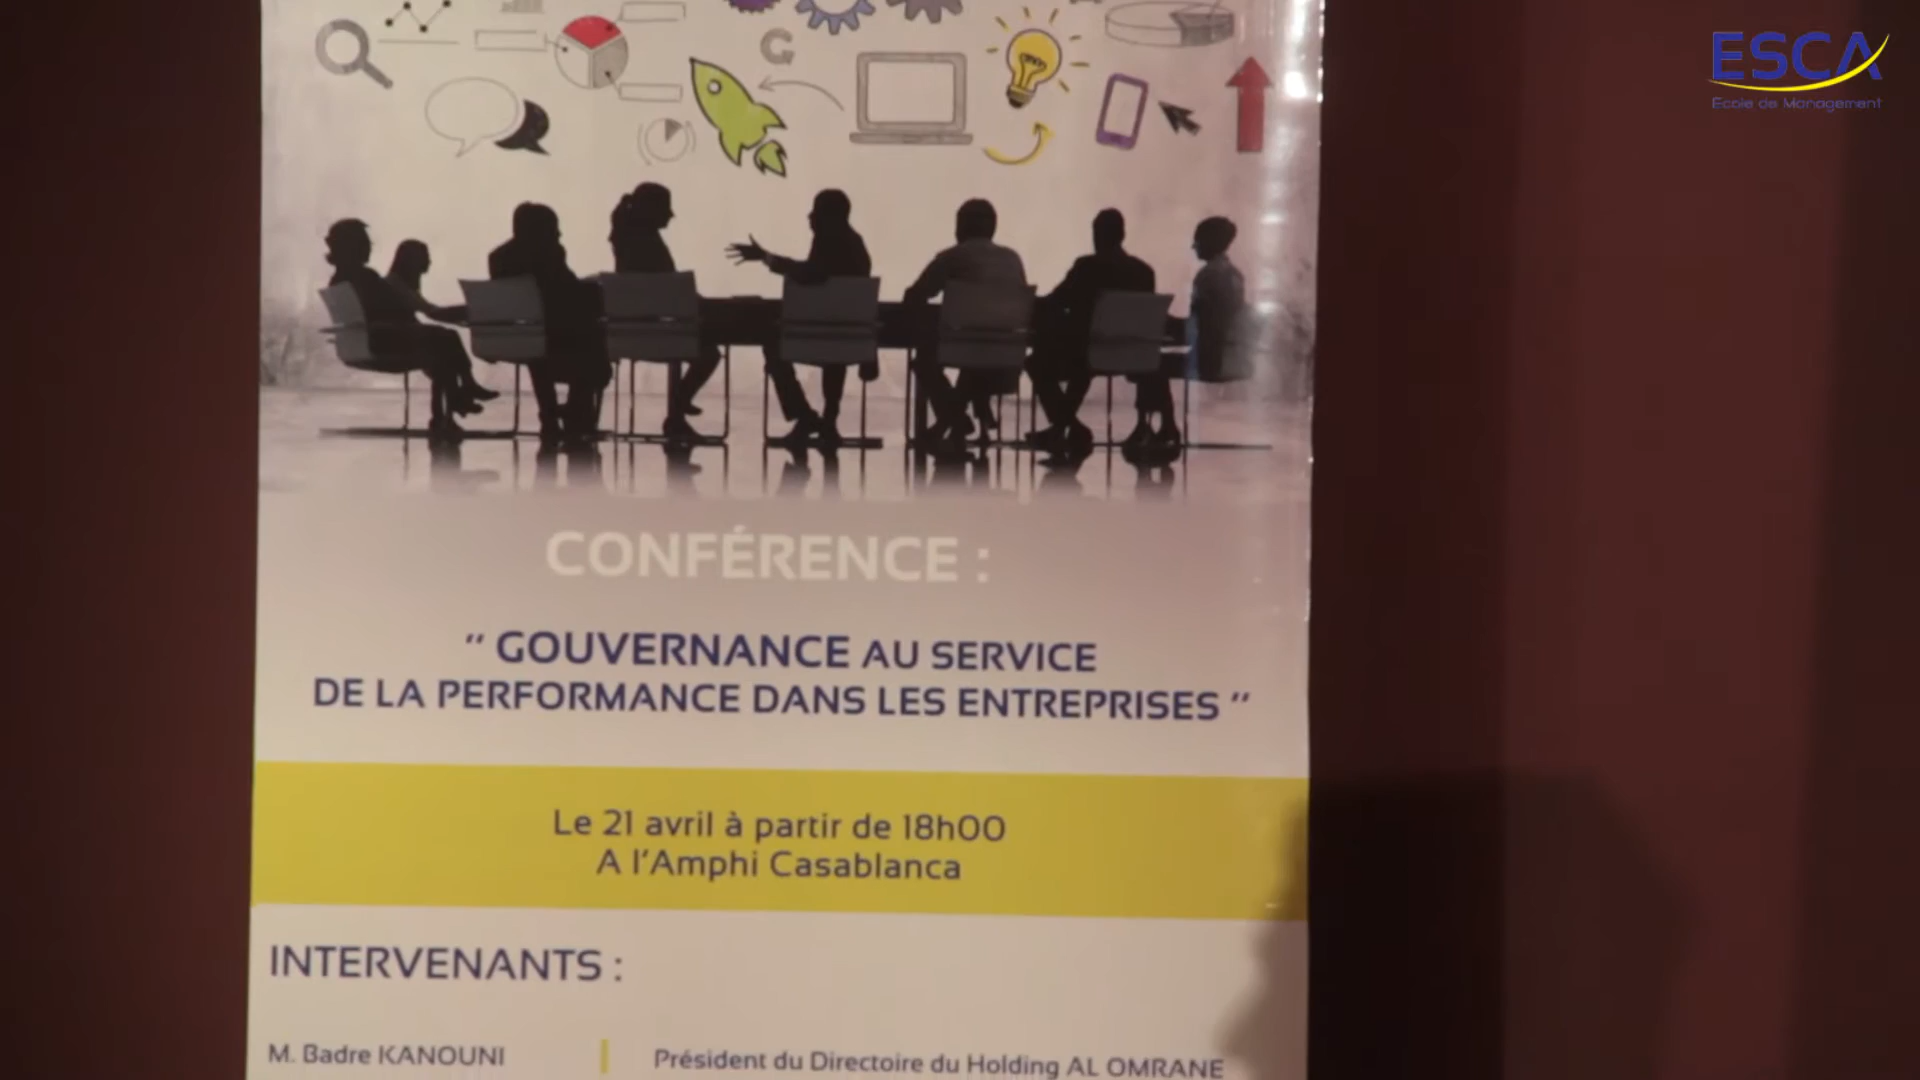 ESCA
Ecole de Management
CONFÉRENCE :
“ GOUVERNANCE AU SERVICE
DE LA PERFORMANCE DANS LES ENTREPRISES ”
Le 21 avril à partir de 18h00
A l’Amphi Casablanca
INTERVENANTS :
M. Badre KANOUNI | Président du Directoire du Holding AL OMRANE